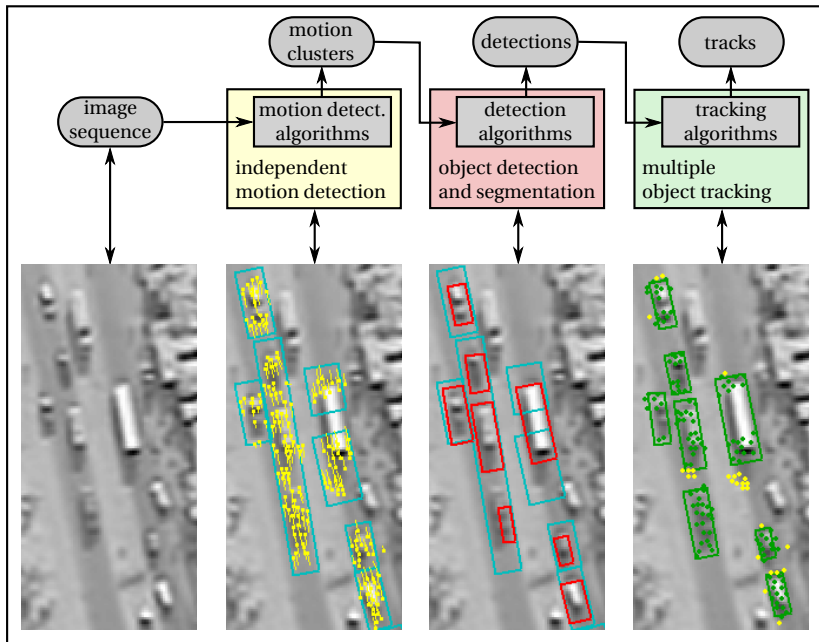 motion
clusters
detections
tracks
image
sequence
motion detect.
algorithms
detection
algorithms
tracking
algorithms
independent
motion detection
object detection
and segmentation
multiple
object tracking